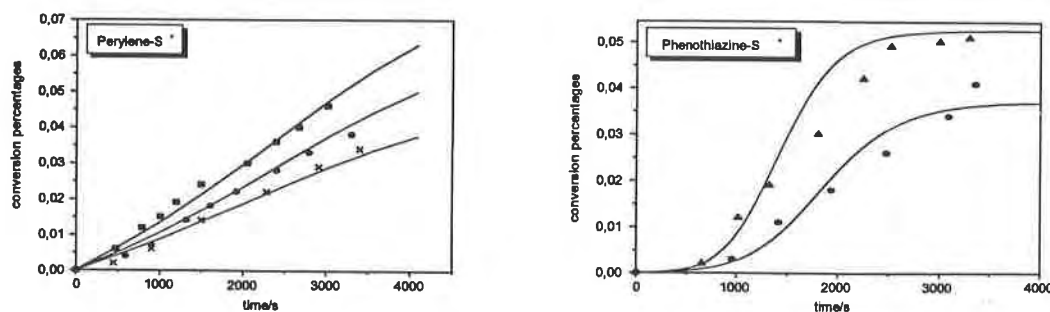 0,07
0,06
0,05
0,04
0,03
0,02
0,01
0,00
conversion percentages
Perylene-S *
0 1000 2000 3000 4000
time/s
0,05
0,04
0,03
0,02
0,01
0,00
conversion percentages
Phenothiazine-S *
0 1000 2000 3000 4000
time/s